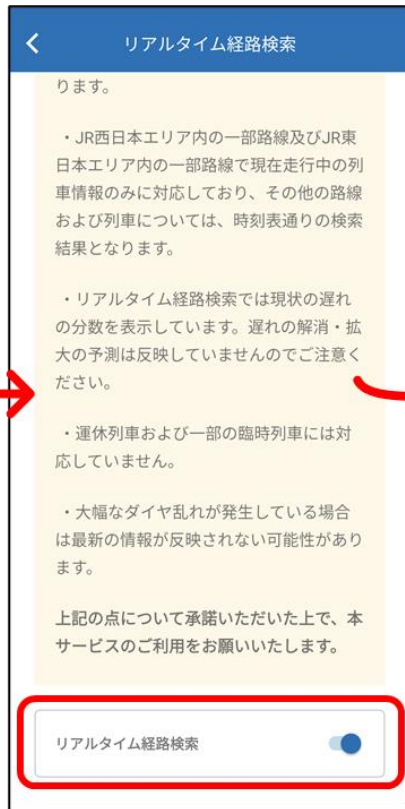 リアルタイム経路検索
ります。
・JR西日本エリア内の一部路線及びJR東
日本エリア内の一部路線で現在走行中の列
車情報のみに対応しており、その他の路線
および列車については、時刻表通りの検索
結果となります。
・リアルタイム経路検索では現状の遅れ
の分数を表示しています。遅れの解消・拡
大の予測は反映していませんのでご注意く
ださい。
・運休列車および一部の臨時列車には対
応していません。
・大幅なダイヤ乱れが発生している場合
は最新の情報が反映されない可能性があり
ます。
上記の点について承諾いただいた上で、本
サービスのご利用をお願いいたします。
リアルタイム経路検索